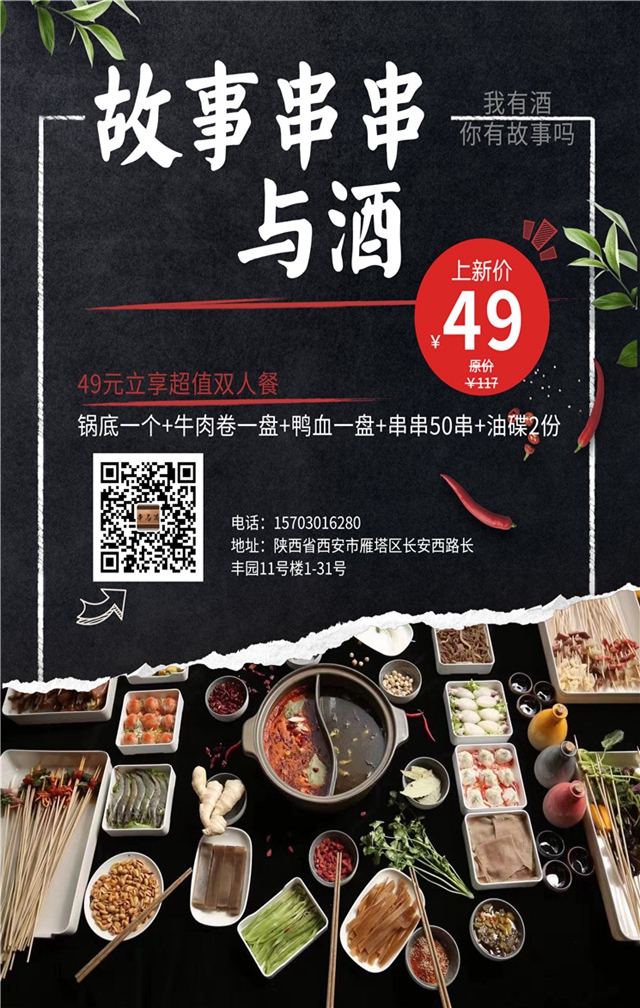 故事串串
与酒
我有酒
你有故事吗
上新价
¥49
原价
￥117
49元立享超值双人餐
锅底一个+牛肉卷一盘+鸭血一盘+串串50串+油碟2份
电话：15703016280
地址：陕西省西安市雁塔区长安西路长
丰园11号楼1-31号